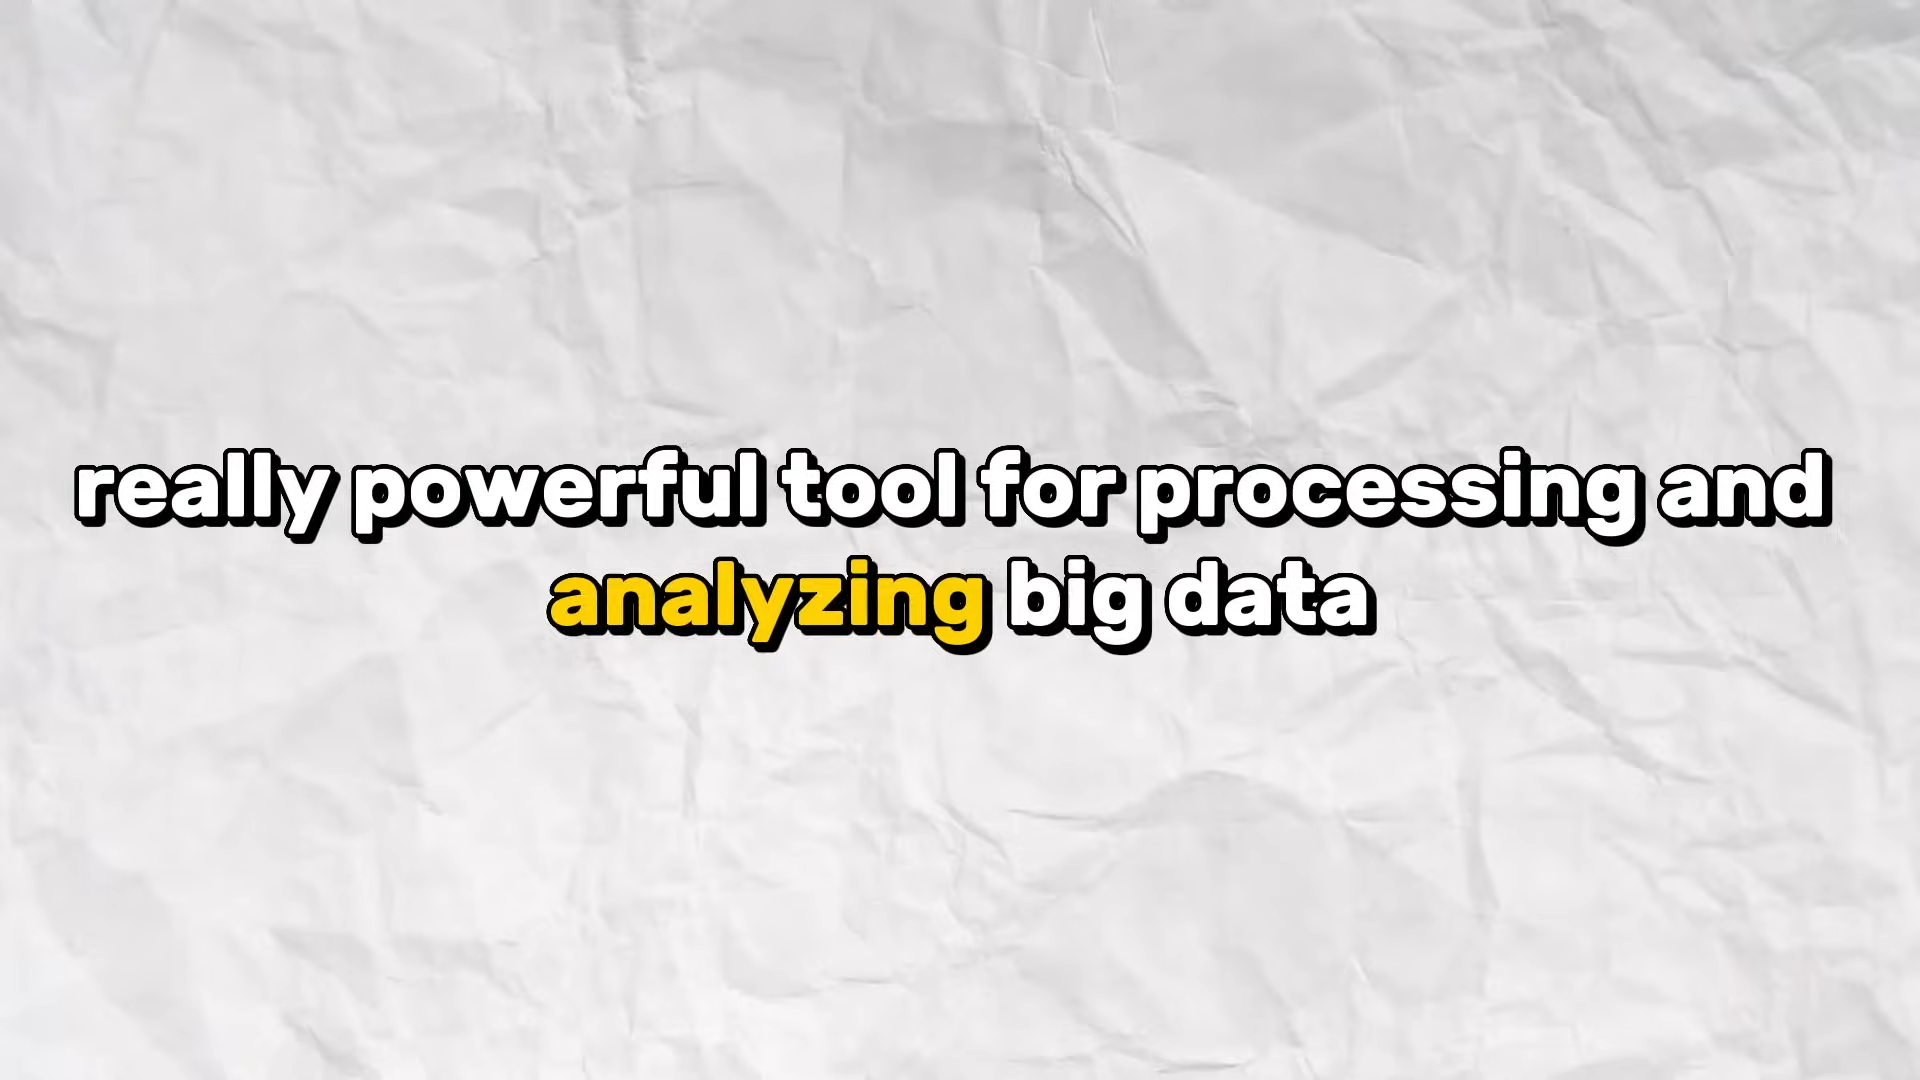 really powerful tool for processing and
analyzing big data